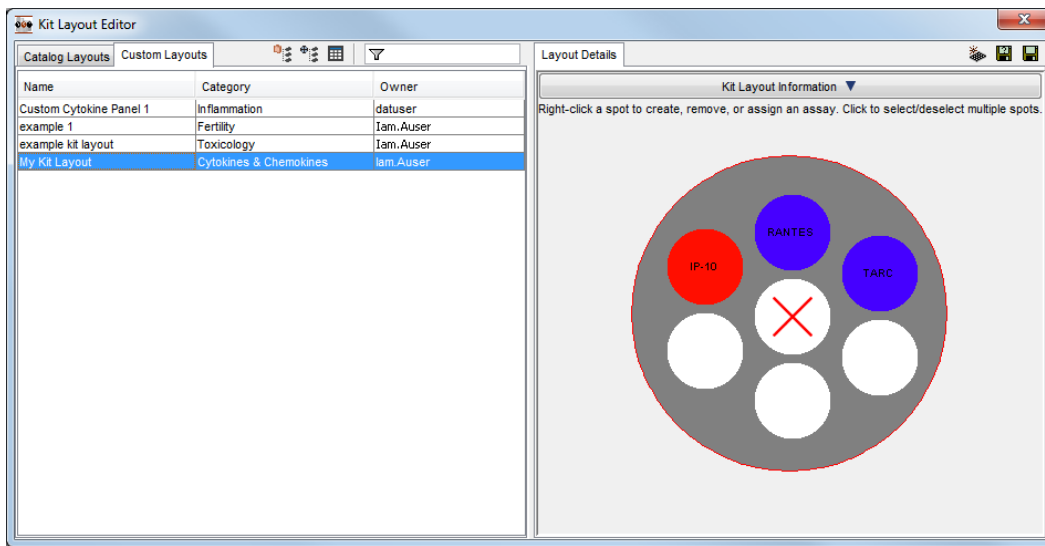 Kit Layout Editor
Catalog Layouts Custom Layouts
Name Category Owner
Custom Cytokine Panel 1 Inflammation datuser
example 1 Fertility Iam.Auser
example kit layout Toxicology Iam.Auser
My Kit Layout Cytokines & Chemokines Iam.Auser
Layout Details
Kit Layout Information
Right-click a spot to create, remove, or assign an assay. Click to select/deselect multiple spots.
RANTES
IP-10
TARC